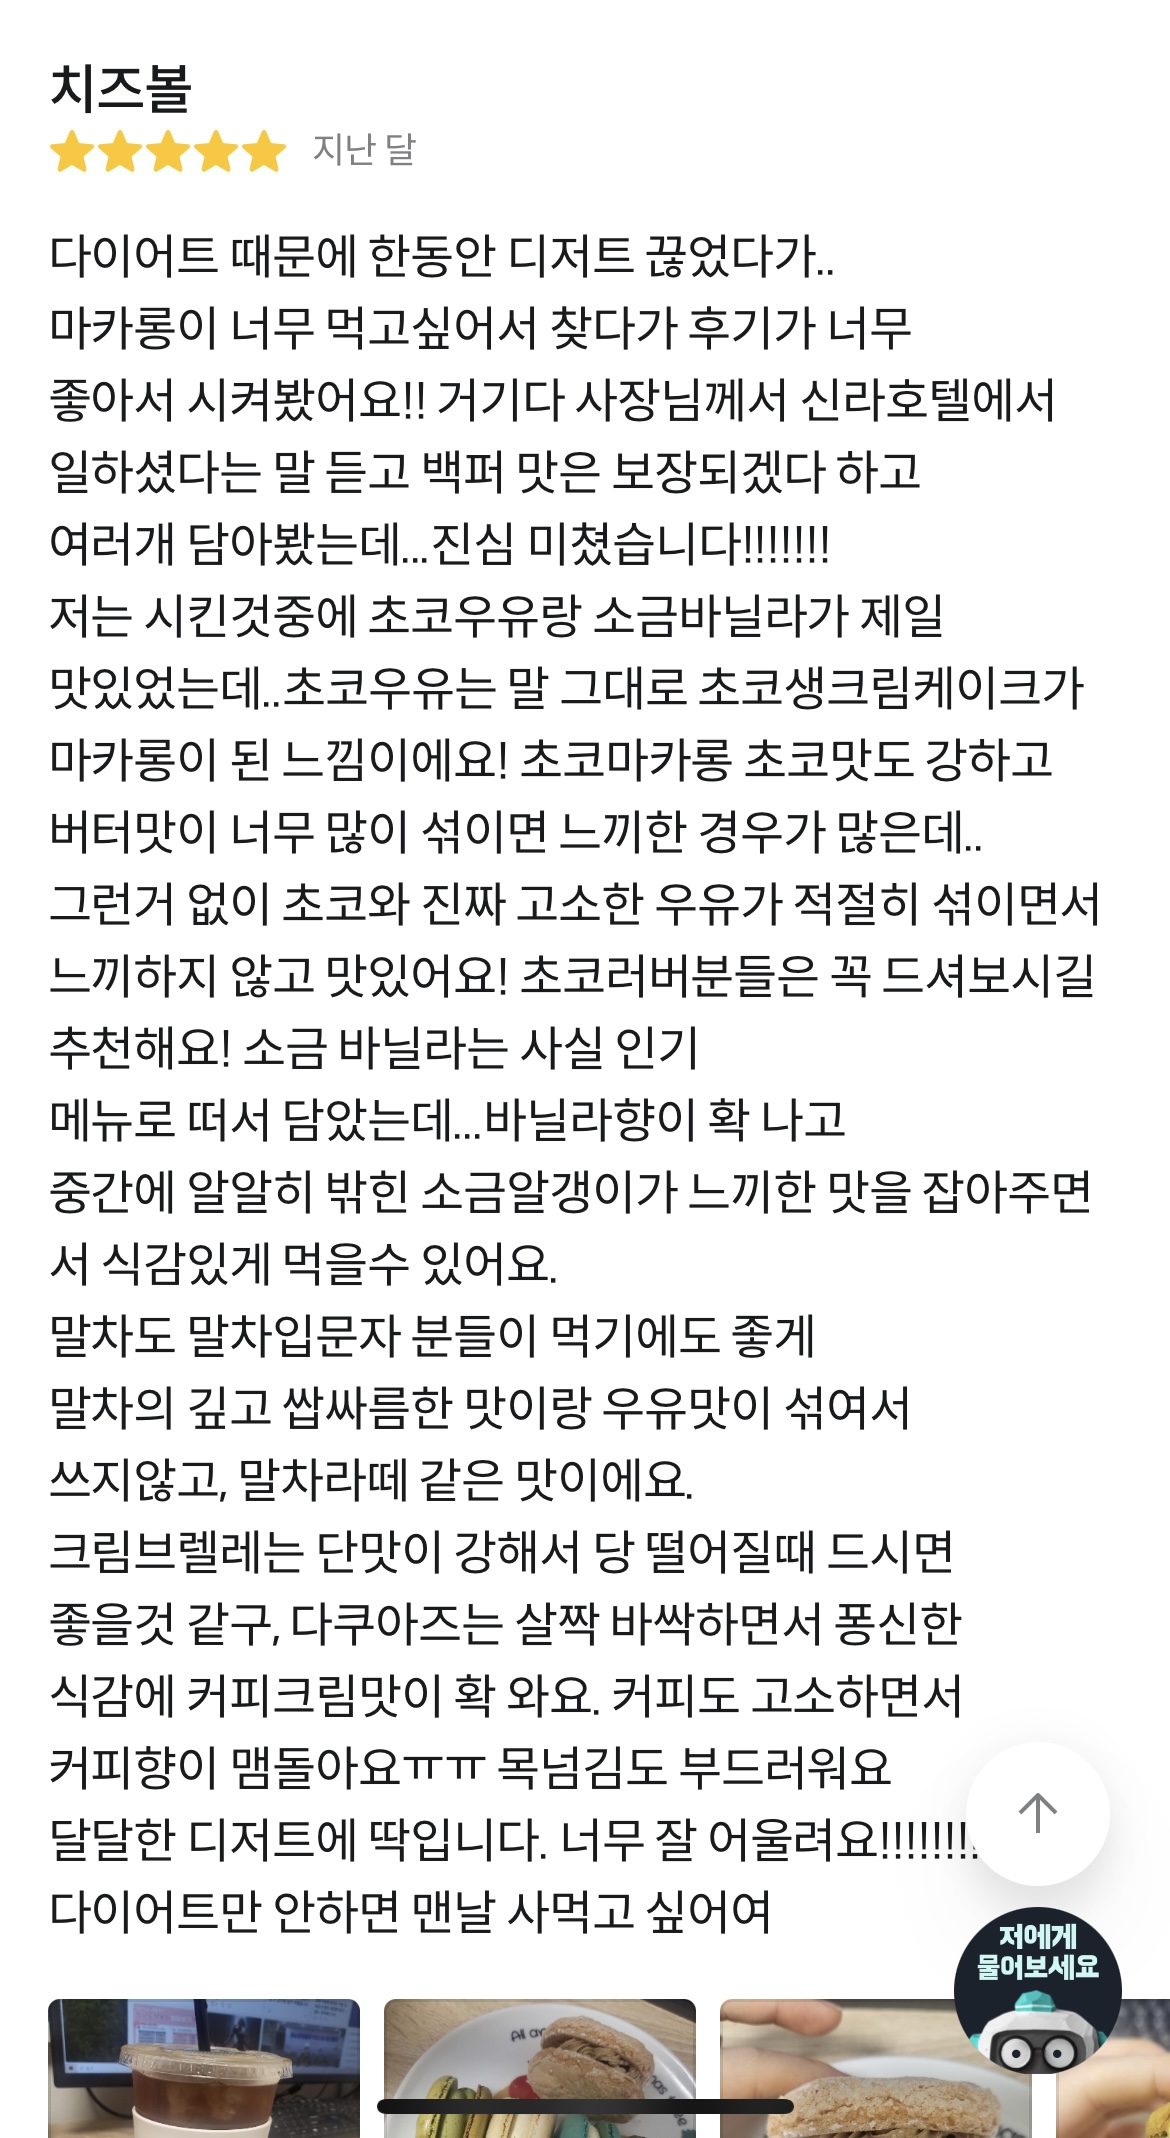 치즈볼
지난 달
다이어트 때문에 한동안 디저트 끊었다가..
마카롱이 너무 먹고싶어서 찾다가 후기가 너무
좋아서 시켜봤어요!! 거기다 사장님께서 신라호텔에서
일하셨다는 말 듣고 백퍼 맛은 보장되겠다 하고
여러개 담아봤는데...진심 미쳤습니다!!!!!!!
저는 시킨것중에 초코우유랑 소금바닐라가 제일
맛있었는데..초코우유는 말 그대로 초코생크림케이크가
마카롱이 된 느낌이에요! 초코마카롱 초코맛도 강하고
버터맛이 너무 많이 섞이면 느끼한 경우가 많은데..
그런거 없이 초코와 진짜 고소한 우유가 적절히 섞이면서
느끼하지 않고 맛있어요! 초코러버분들은 꼭 드셔보시길
추천해요! 소금 바닐라는 사실 인기
메뉴로 떠서 담았는데...바닐라향이 확 나고
중간에 알알히 밖힌 소금알갱이가 느끼한 맛을 잡아주면
서 식감있게 먹을수 있어요.
말차도 말차입문자 분들이 먹기에도 좋게
말차의 깊고 쌉싸름한 맛이랑 우유맛이 섞여서
쓰지않고, 말차라떼 같은 맛이에요.
크림브렐레는 단맛이 강해서 당 떨어질때 드시면
좋을것 같구, 다쿠아즈는 살짝 바싹하면서 퐁신한
식감에 커피크림맛이 확 와요. 커피도 고소하면서
커피향이 맴돌아요ㅠㅠ 목넘김도 부드러워요
달달한 디저트에 딱입니다. 너무 잘 어울려요!!!!!!!!
다이어트만 안하면 맨날 사먹고 싶어여
저에게
물어보세요